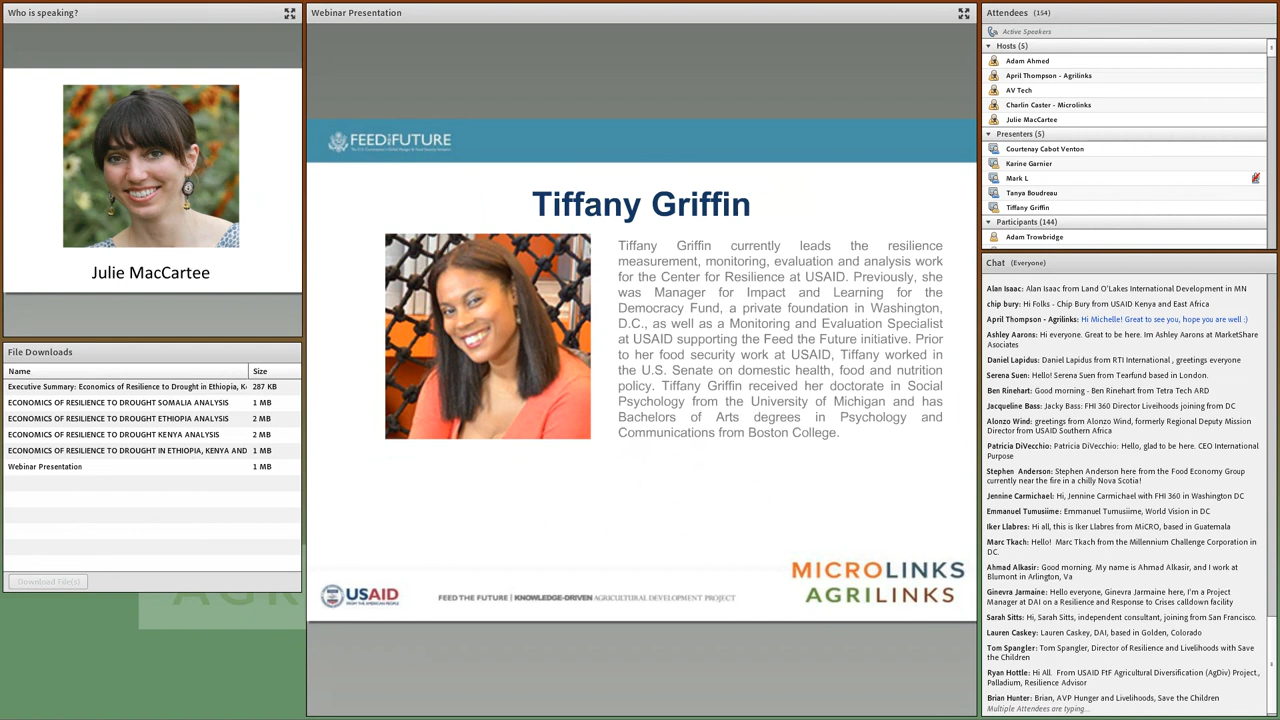 Who is speaking?
Julie MacCartee
File Downloads
Name
Size
Executive Summary: Economics of Resilience to Drought in Ethiopia, K
287 KB
ECONOMICS OF RESILIENCE TO DROUGHT SOMALIA ANALYSIS
1 MB
ECONOMICS OF RESILIENCE TO DROUGHT ETHIOPIA ANALYSIS
2 MB
ECONOMICS OF RESILIENCE TO DROUGHT KENYA ANALYSIS
2 MB
ECONOMICS OF RESILIENCE TO DROUGHT IN ETHIOPIA, KENYA AND
1 MB
Webinar Presentation
1 MB
Download File(s)
Webinar Presentation
FEED THE FUTURE
The U.S. Government's Global Hunger & Food Security Initiative
Tiffany Griffin
Tiffany Griffin currently leads the resilience
measurement, monitoring, evaluation and analysis work
for the Center for Resilience at USAID. Previously, she
was Manager for Impact and Learning for the
Democracy Fund, a private foundation in Washington,
D.C., as well as a Monitoring and Evaluation Specialist
at USAID supporting the Feed the Future initiative. Prior
to her food security work at USAID, Tiffany worked in
the U.S. Senate on domestic health, food and nutrition
policy. Tiffany Griffin received her doctorate in Social
Psychology from the University of Michigan and has
Bachelors of Arts degrees in Psychology and
Communications from Boston College.
USAID
FROM THE AMERICAN PEOPLE
FEED THE FUTURE | KNOWLEDGE-DRIVEN AGRICULTURAL DEVELOPMENT PROJECT
MICROLINKS
AGRILINKS
Attendees (154)
Active Speakers
Hosts (5)
Adam Ahmed
April Thompson - Agrilinks
AV Tech
Charlin Caster - Microlinks
Julie MacCartee
Presenters (5)
Courtenay Cabot Venton
Karine Garnier
Mark L
Tanya Boudreau
Tiffany Griffin
Participants (144)
Adam Trowbridge
Chat (Everyone)
Alan Isaac: Alan Isaac from Land O'Lakes International Development in MN
chip bury: Hi Folks - Chip Bury from USAID Kenya and East Africa
April Thompson - Agrilinks: Hi Michelle! Great to see you, hope you are well :)
Ashley Aarons: Hi everyone. Great to be here. Im Ashley Aarons at MarketShare
Asociates
Daniel Lapidus: Daniel Lapidus from RTI International , greetings everyone
Serena Suen: Hello! Serena Suen from Tearfund based in London.
Ben Rinehart: Good morning - Ben Rinehart from Tetra Tech ARD
Jacqueline Bass: Jacky Bass: FHI 360 Director Liveihoods joining from DC
Alonzo Wind: greetings from Alonzo Wind, formerly Regional Deputy Mission
Director from USAID Southern Africa
Patricia DiVecchio: Patricia DiVecchio: Hello, glad to be here. CEO International
Purpose
Stephen Anderson: Stephen Anderson here from the Food Economy Group
currently near the fire in a chilly Nova Scotia!
Jennine Carmichael: Hi, Jennine Carmichael with FHI 360 in Washington DC
Emmanuel Tumusiime: Emmanuel Tumusiime, World Vision in DC
Iker Llabres: Hi all, this is Iker Llabres from MiCRO, based in Guatemala
Marc Tkach: Hello! Marc Tkach from the Millennium Challenge Corporation in
DC.
Ahmad Alkasir: Good morning. My name is Ahmad Alkasir, and I work at
Blumont in Arlington, Va
Ginevra Jarmaine: Hello everyone, Ginevra Jarmaine here, I'm a Project
Manager at DAI on a Resilience and Response to Crises calldown facility
Sarah Sitts: Hi, Sarah Sitts, independent consultant, joining from San Francisco.
Lauren Caskey: Lauren Caskey, DAI, based in Golden, Colorado
Tom Spangler: Tom Spangler, Director of Resilience and Livelihoods with Save
the Children
Ryan Hottle: Hi All. From USAID FtF Agricultural Diversification (AgDiv) Project.,
Palladium, Resilience Advisor
Brian Hunter: Brian, AVP Hunger and Livelihoods, Save the Children
Multiple Attendees are typing...